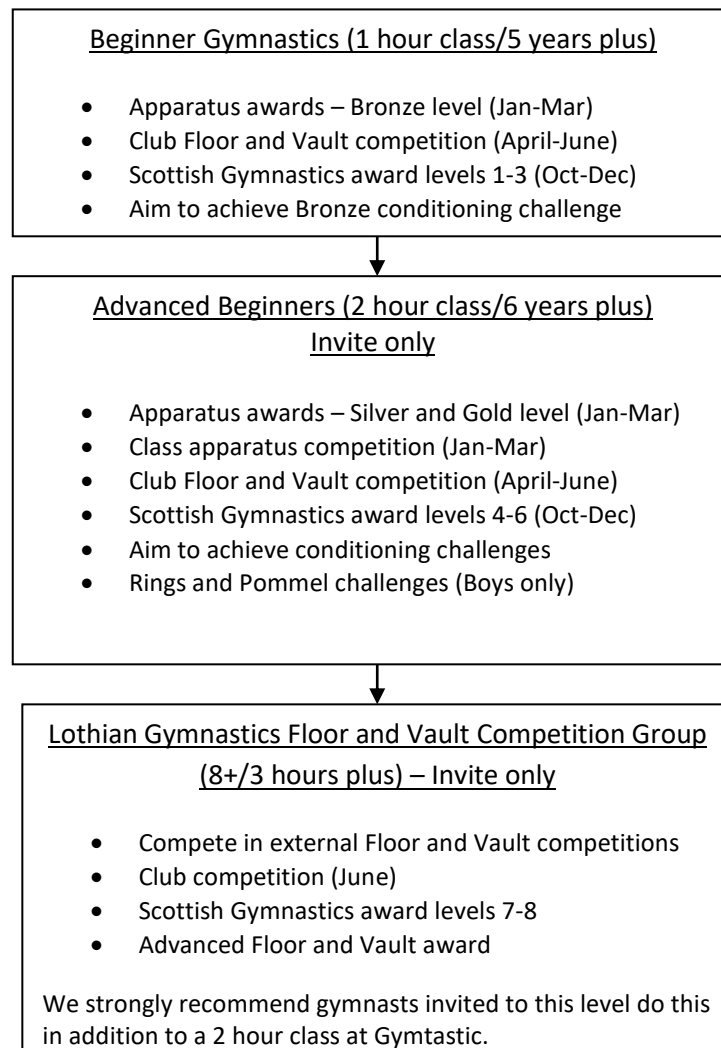 Beginner Gymnastics (1 hour class/5 years plus)
• Apparatus awards – Bronze level (Jan-Mar)
• Club Floor and Vault competition (April-June)
• Scottish Gymnastics award levels 1-3 (Oct-Dec)
• Aim to achieve Bronze conditioning challenge
Advanced Beginners (2 hour class/6 years plus)
Invite only
• Apparatus awards – Silver and Gold level (Jan-Mar)
• Class apparatus competition (Jan-Mar)
• Club Floor and Vault competition (April-June)
• Scottish Gymnastics award levels 4-6 (Oct-Dec)
• Aim to achieve conditioning challenges
• Rings and Pommel challenges (Boys only)
Lothian Gymnastics Floor and Vault Competition Group
(8+/3 hours plus) – Invite only
• Compete in external Floor and Vault competitions
• Club competition (June)
• Scottish Gymnastics award levels 7-8
• Advanced Floor and Vault award
We strongly recommend gymnasts invited to this level do this
in addition to a 2 hour class at Gymtastic.